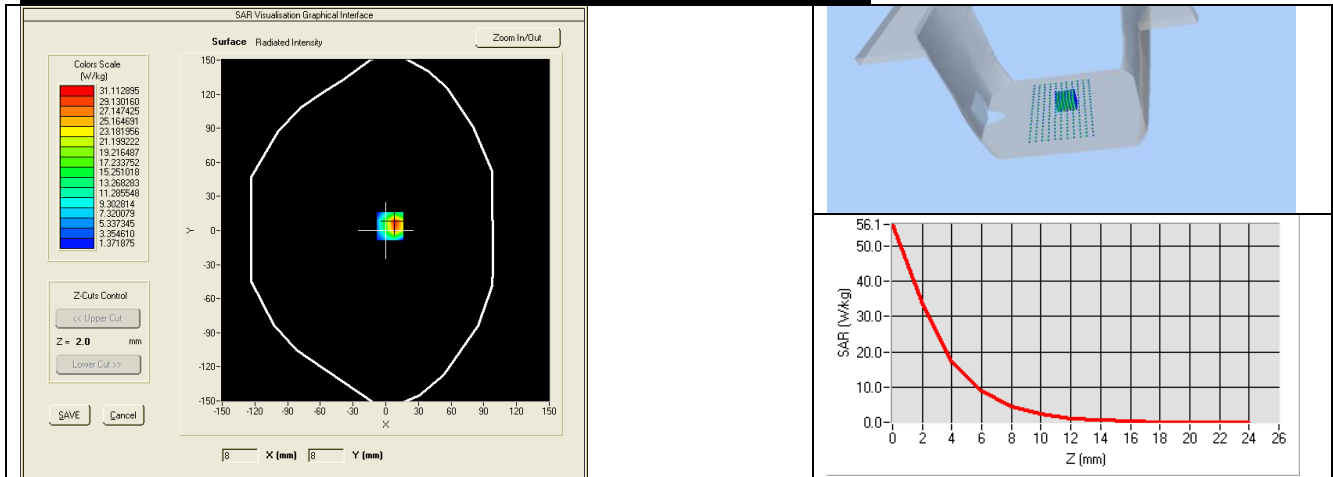 SAR Visualisation Graphical Interface
Surface Radiated Intensity
Zoom In/Out
Colors Scale
(W/kg)
31.112895
29.130160
27.147425
25.164691
23.181956
21.199222
19.216487
17.233752
15.251018
13.268283
11.285548
9.302814
7.320079
5.337345
3.354610
1.371875
Z-Cuts Control
<< Upper Cut
Z = 2.0 mm
Lower Cut >>
SAVE Cancel
150
120
90
60
30
0
-30
-60
-90
-120
-150
Y
-150 -120 -90 -60 -30 0 30 60 90 120 150
X
8 X (mm) 8 Y (mm)
56.1
50.0
40.0
30.0
20.0
10.0
0.0
SAR (W/kg)
0 2 4 6 8 10 12 14 16 18 20 22 24 26
Z (mm)